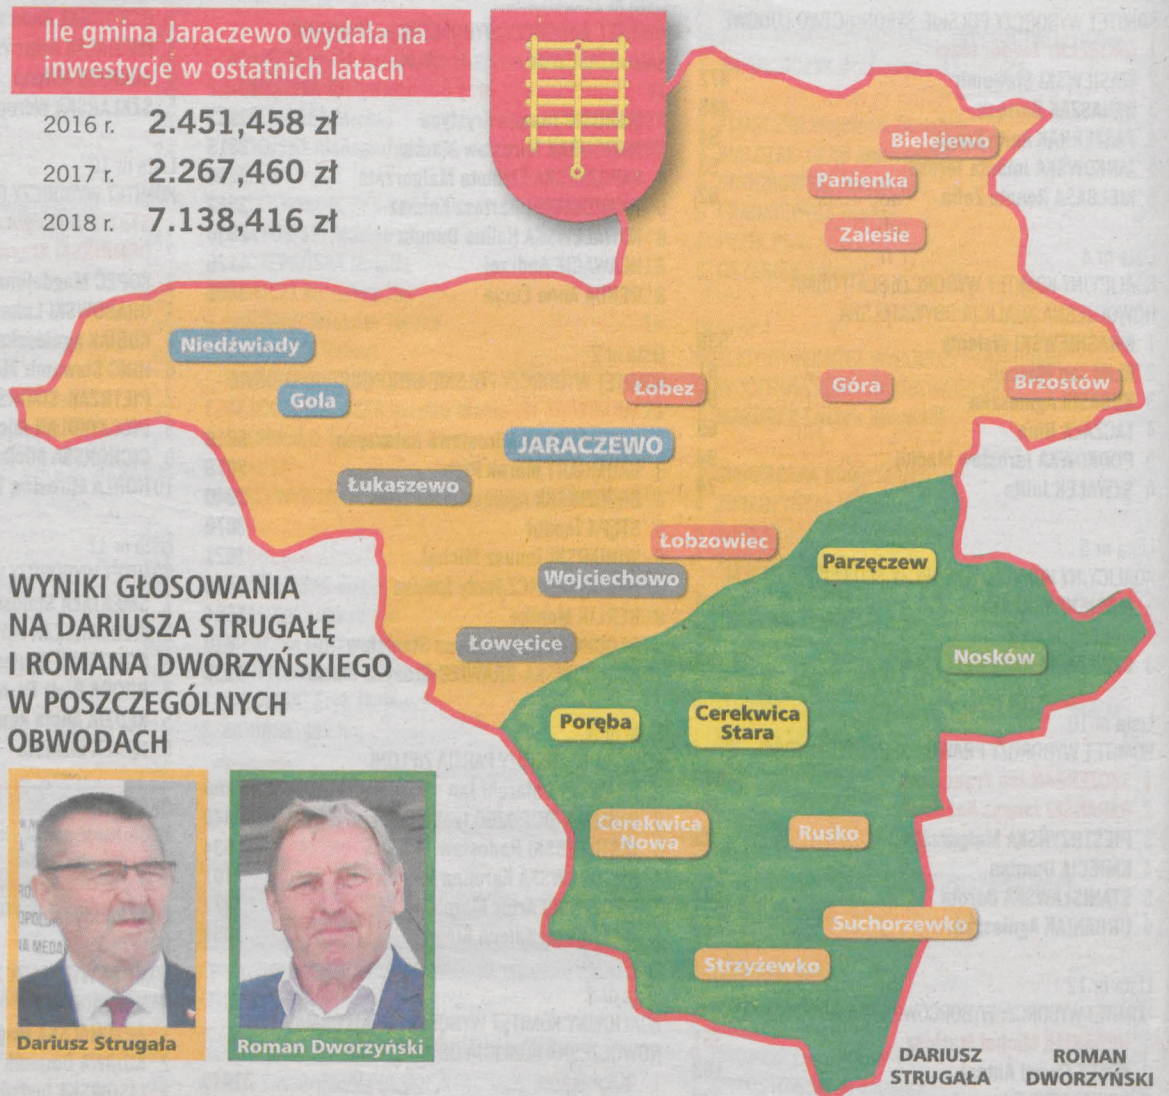 Ile gmina Jaraczewo wydała na
inwestycje w ostatnich latach
2016 r. 2.451,458 zł
2017 r. 2.267,460 zł
2018 r. 7.138,416 zł
Bielejewo
Panienka
Zalesie
Niedźwiady
Gola
Łobez
Góra
Brzostów
JARACZEWO
Łukaszewo
Łobzowiec
Parzęczew
Wojciechowo
Łowęcice
Nosków
WYNIKI GŁOSOWANIA
NA DARIUSZA STRUGAŁĘ
I ROMANA DWORZYŃSKIEGO
W POSZCZEGÓLNYCH
OBWODACH
Poręba
Cerekwica
Stara
Cerekwica
Nowa
Rusko
Suchorzewko
Strzyżewko
Dariusz Strugała
Roman Dworzyński
DARIUSZ
STRUGAŁA
ROMAN
DWORZYŃSKI